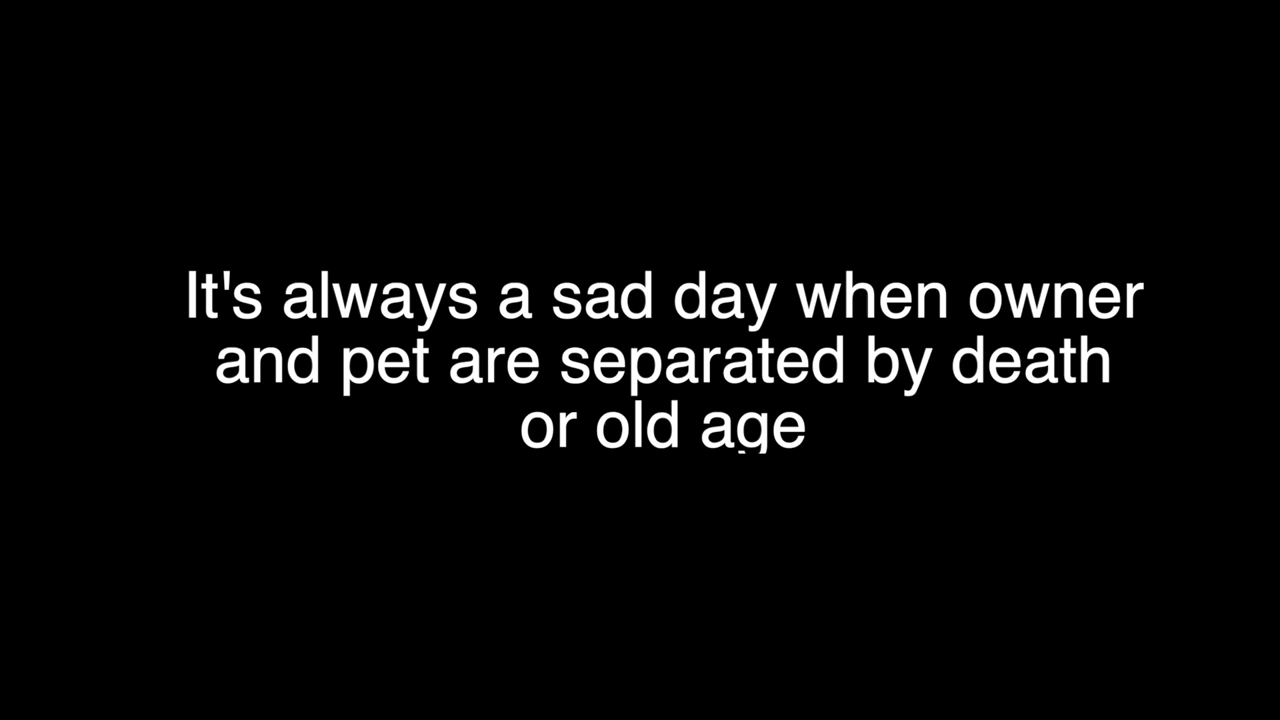 It's always a sad day when owner
and pet are separated by death
or old age